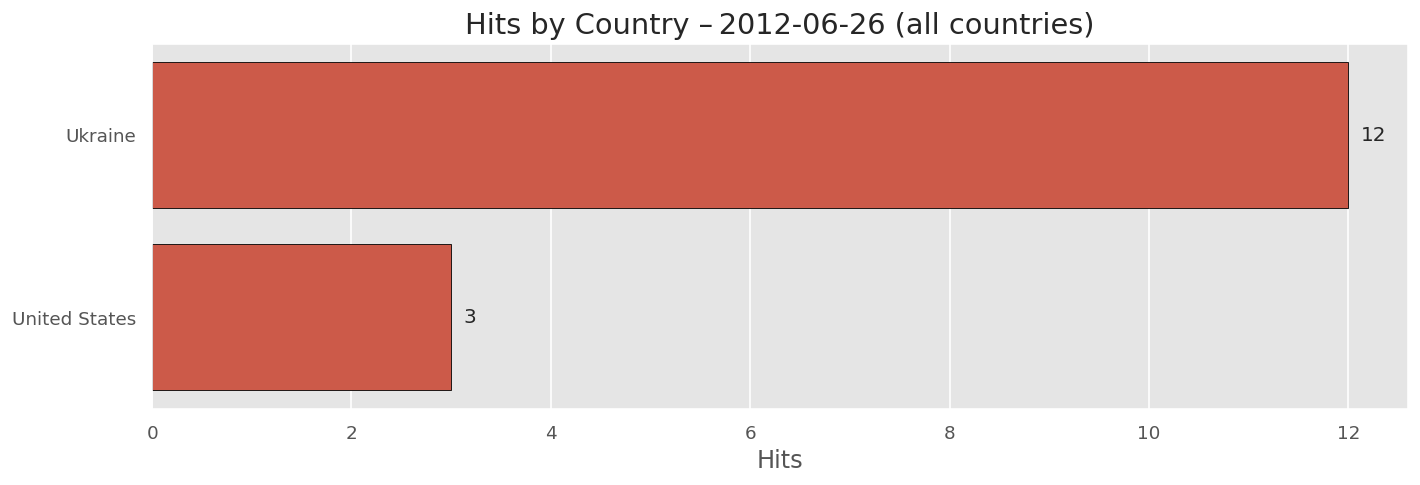 Hits by Country – 2012-06-26 (all countries)
Ukraine
12
United States
3
0 2 4 6 8 10 12
Hits